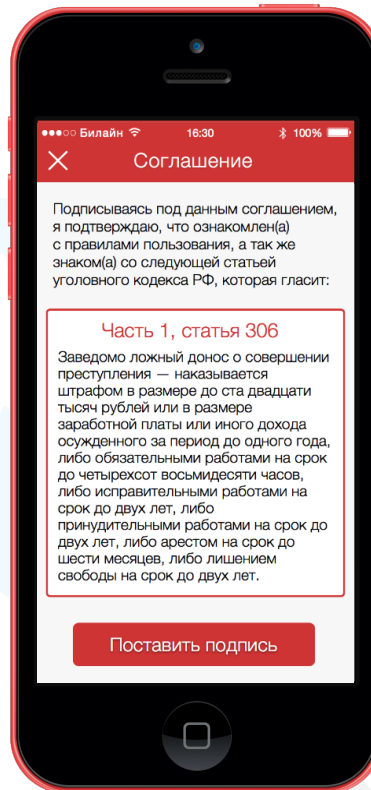 Билайн 16:30 100%
Соглашение
Подписываясь под данным соглашением,
я подтверждаю, что ознакомлен(а)
с правилами пользования, а так же
знаком(а) со следующей статьей
уголовного кодекса РФ, которая гласит:
Часть 1, статья 306
Заведомо ложный донос о совершении
преступления — наказывается
штрафом в размере до ста двадцати
тысяч рублей или в размере
заработной платы или иного дохода
осужденного за период до одного года,
либо обязательными работами на срок
до четырехсот восьмидесяти часов,
либо исправительными работами на
срок до двух лет, либо
принудительными работами на срок до
двух лет, либо арестом на срок до
шести месяцев, либо лишением
свободы на срок до двух лет.
Поставить подпись